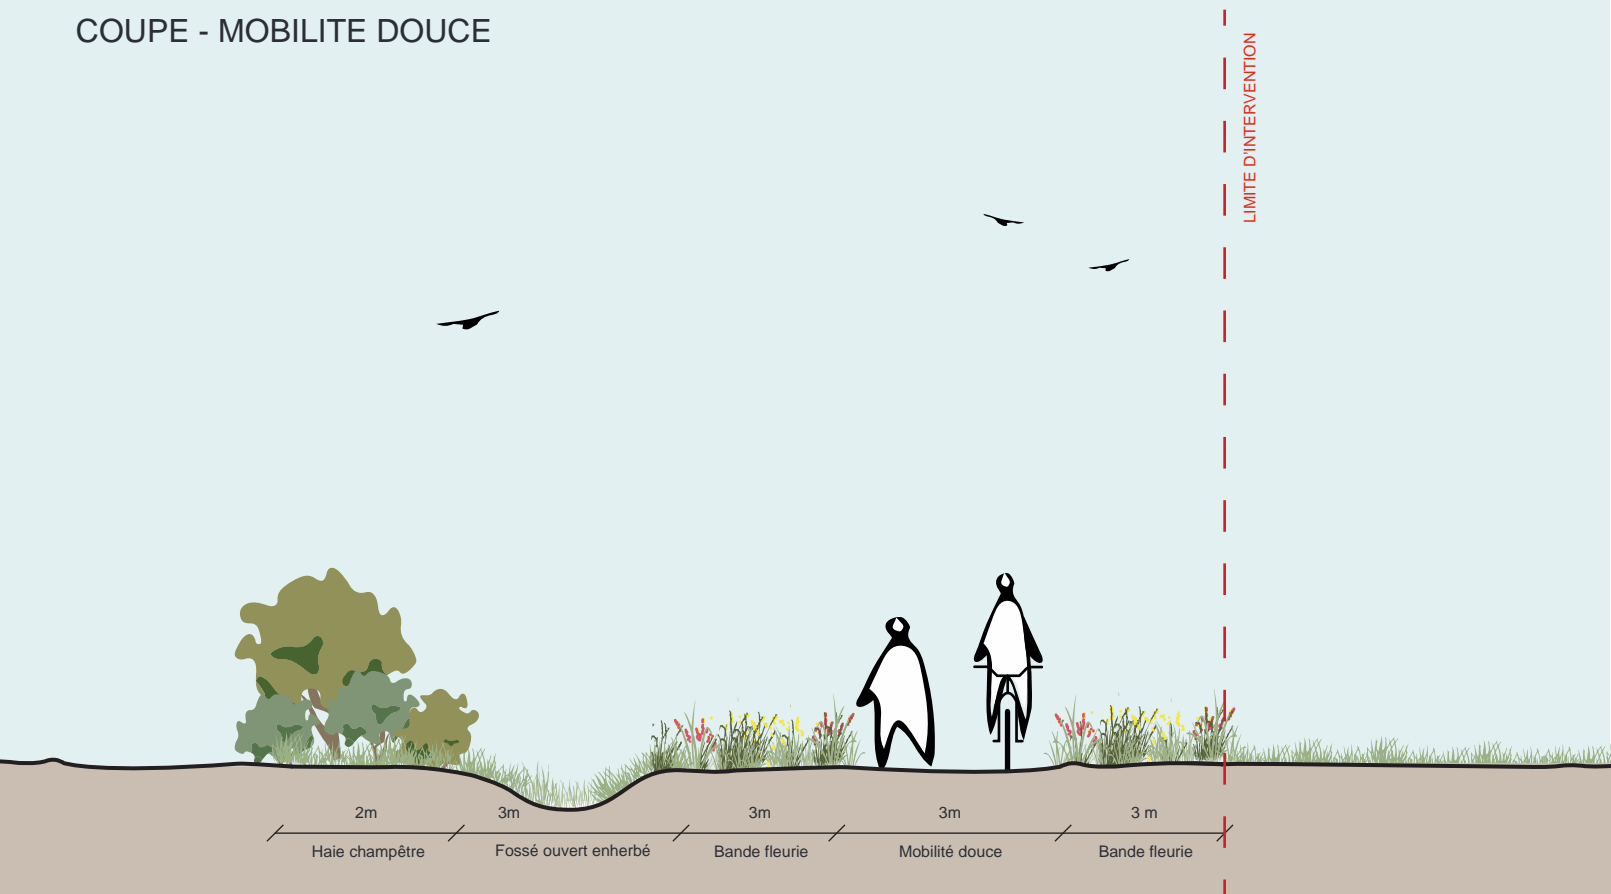 COUPE - MOBILITE DOUCE
LIMITE D'INTERVENTION
2m
3m
3m
3m
3 m
Haie champêtre
Fossé ouvert enherbé
Bande fleurie
Mobilité douce
Bande fleurie